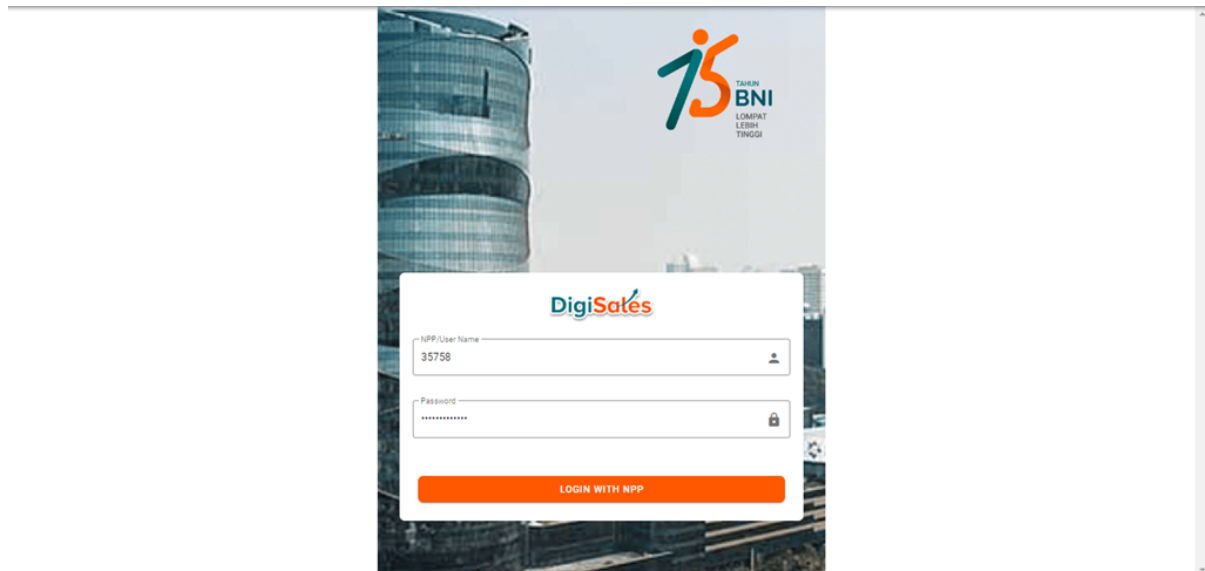 75
TAHUN
BNI
LOMPAT
LEBIH
TINGGI
DigiSales
NPP/User Name
35758
Password
•••••••••••••
LOGIN WITH NPP